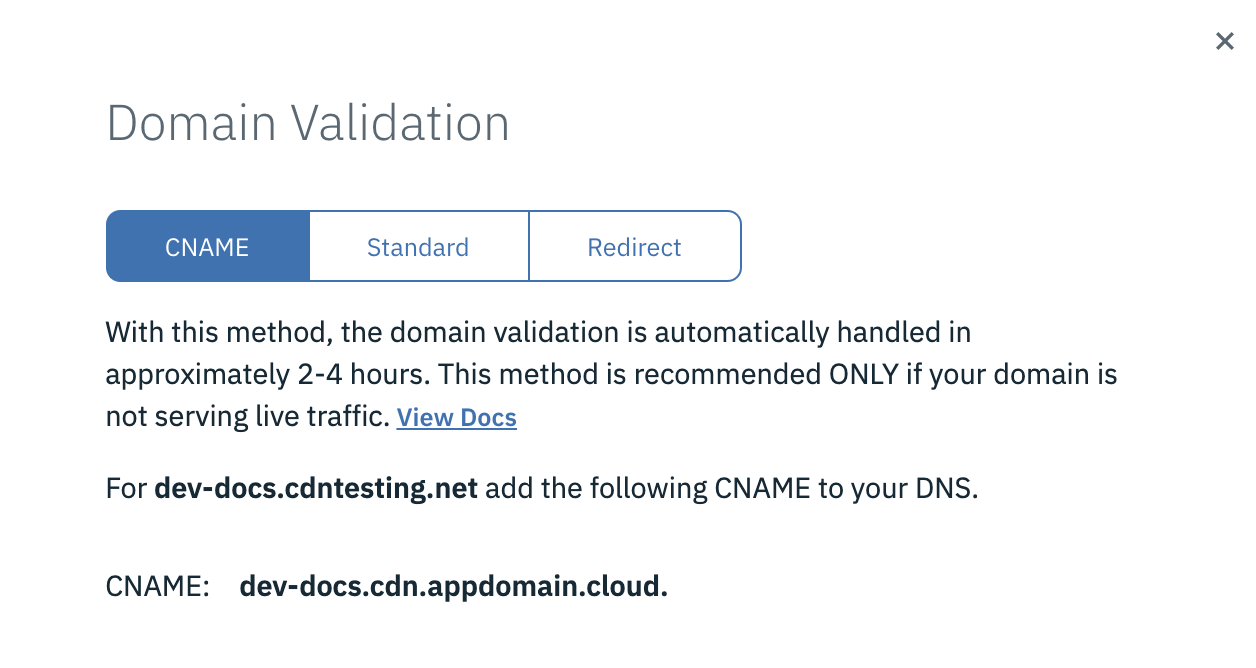 Domain Validation
CNAME Standard Redirect
With this method, the domain validation is automatically handled in
approximately 2-4 hours. This method is recommended ONLY if your domain is
not serving live traffic. View Docs
For dev-docs.cdntesting.net add the following CNAME to your DNS.
CNAME: dev-docs.cdn.appdomain.cloud.